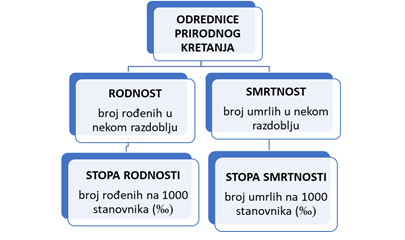 ODREDNICE
PRIRODNOG
KRETANJA
RODNOST
broj rođenih u
nekom razdoblju
SMRTNOST
broj umrlih u nekom
razdoblju
STOPA RODNOSTI
broj rođenih na 1000
stanovnika (‰)
STOPA SMRTNOSTI
broj umrlih na 1000
stanovnika (‰)